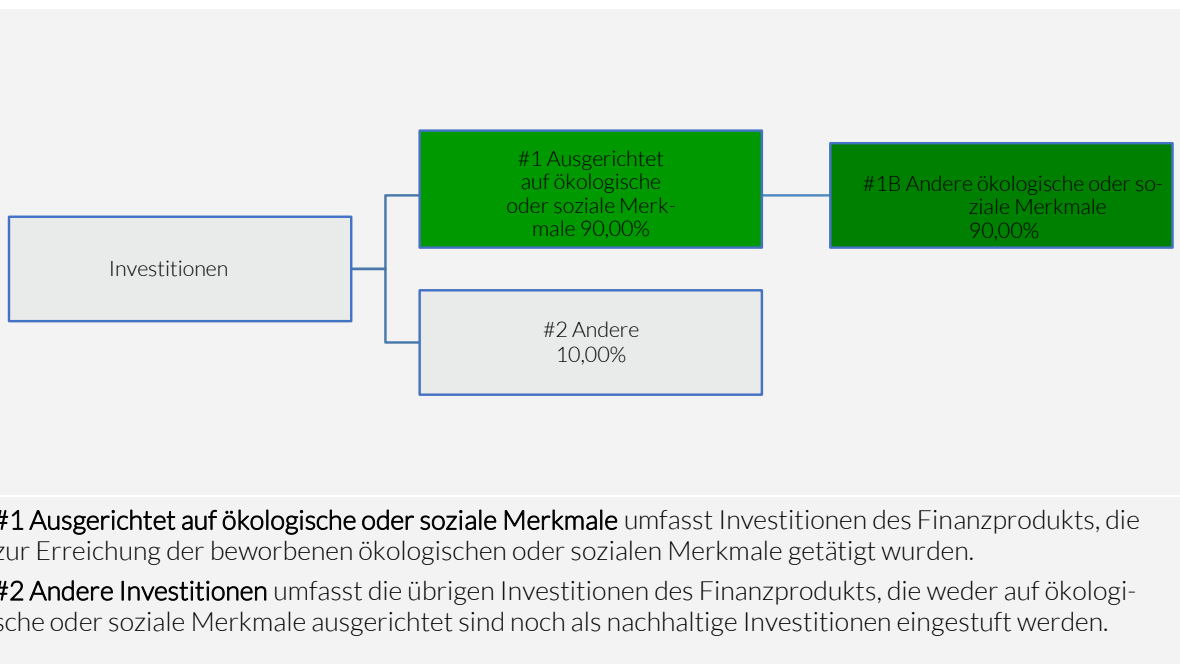 #1 Ausgerichtet
auf ökologische
oder soziale Merk-
male 90,00%
#1B Andere ökologische oder so-
ziale Merkmale
90,00%
Investitionen
#2 Andere
10,00%
#1 Ausgerichtet auf ökologische oder soziale Merkmale umfasst Investitionen des Finanzprodukts, die
zur Erreichung der beworbenen ökologischen oder sozialen Merkmale getätigt wurden.
#2 Andere Investitionen umfasst die übrigen Investitionen des Finanzprodukts, die weder auf ökologi-
sche oder soziale Merkmale ausgerichtet sind noch als nachhaltige Investitionen eingestuft werden.